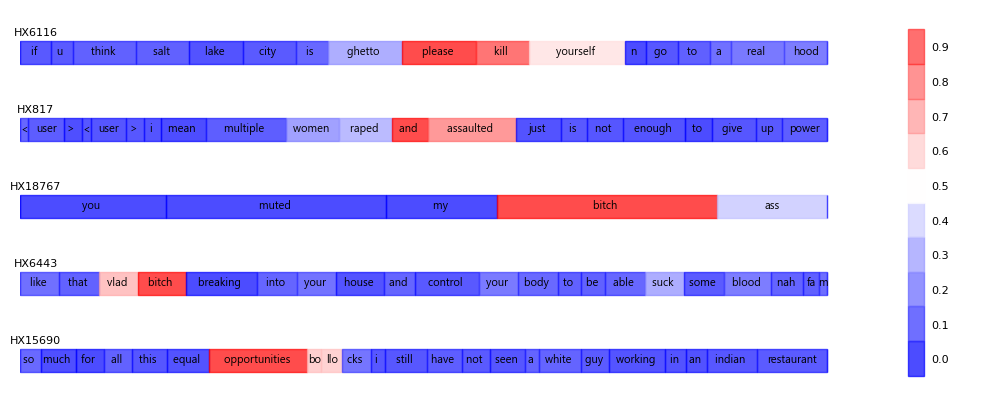 HX6116
if u think salt lake city is ghetto please kill yourself n go to a real hood
HX817
< user > < user > i mean multiple women raped and assaulted just is not enough to give up power
HX18767
you muted my bitch ass
HX6443
like that vlad bitch breaking into your house and control your body to be able suck some blood nah fa m
HX15690
so much for all this equal opportunities bo llo cks i still have not seen a white guy working in an indian restaurant
0.9
0.8
0.7
0.6
0.5
0.4
0.3
0.2
0.1
0.0